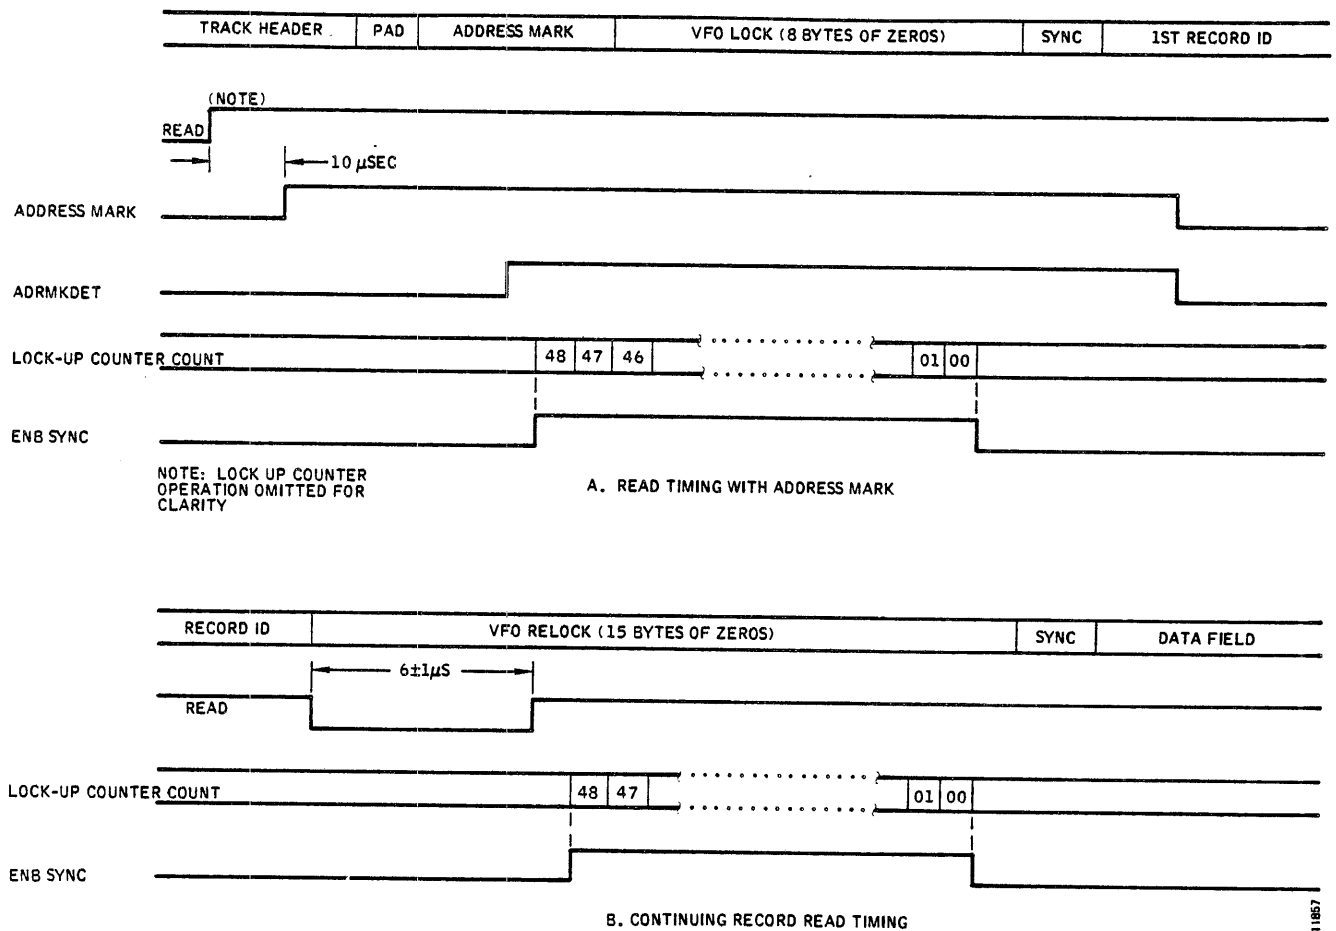 TRACK HEADER PAD ADDRESS MARK VFO LOCK (8 BYTES OF ZEROS) SYNC 1ST RECORD ID
(NOTE)
READ
10 µSEC
ADDRESS MARK
ADRMKDET
LOCK-UP COUNTER COUNT 48 47 46 01 00
ENB SYNC
NOTE: LOCK UP COUNTER
OPERATION OMITTED FOR
CLARITY
A. READ TIMING WITH ADDRESS MARK
RECORD ID VFO RELOCK (15 BYTES OF ZEROS) SYNC DATA FIELD
6±1µS
READ
LOCK-UP COUNTER COUNT 48 47 01 00
ENB SYNC
B. CONTINUING RECORD READ TIMING
11857